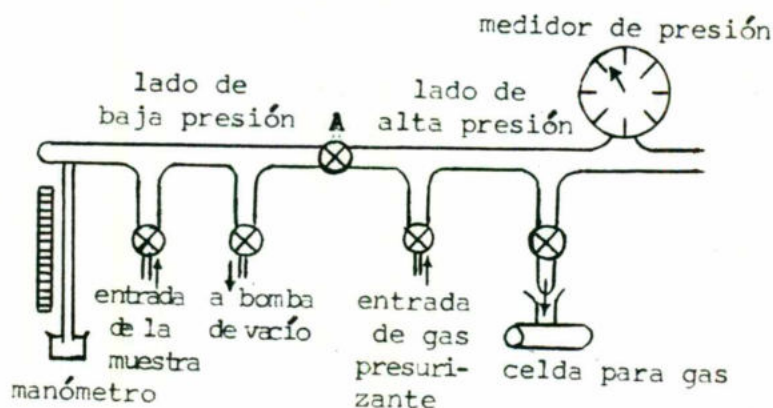 medidor de presión
lado de
baja presión
A
lado de
alta presión
entrada
de la
muestra
a bomba
de vacío
entrada
de gas
presuri-
zante
celda para gas
manómetro